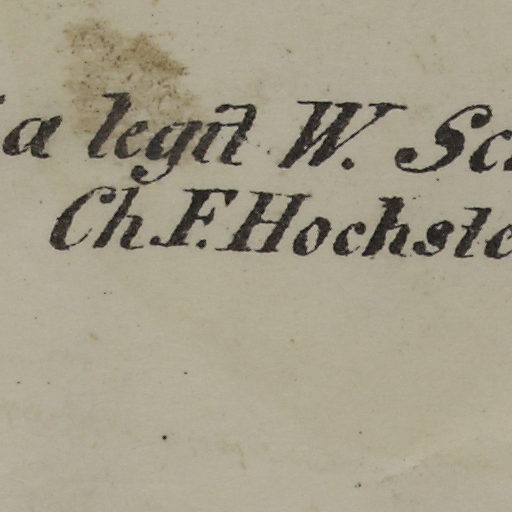 a legit W. Sc
Ch. F. Hochste